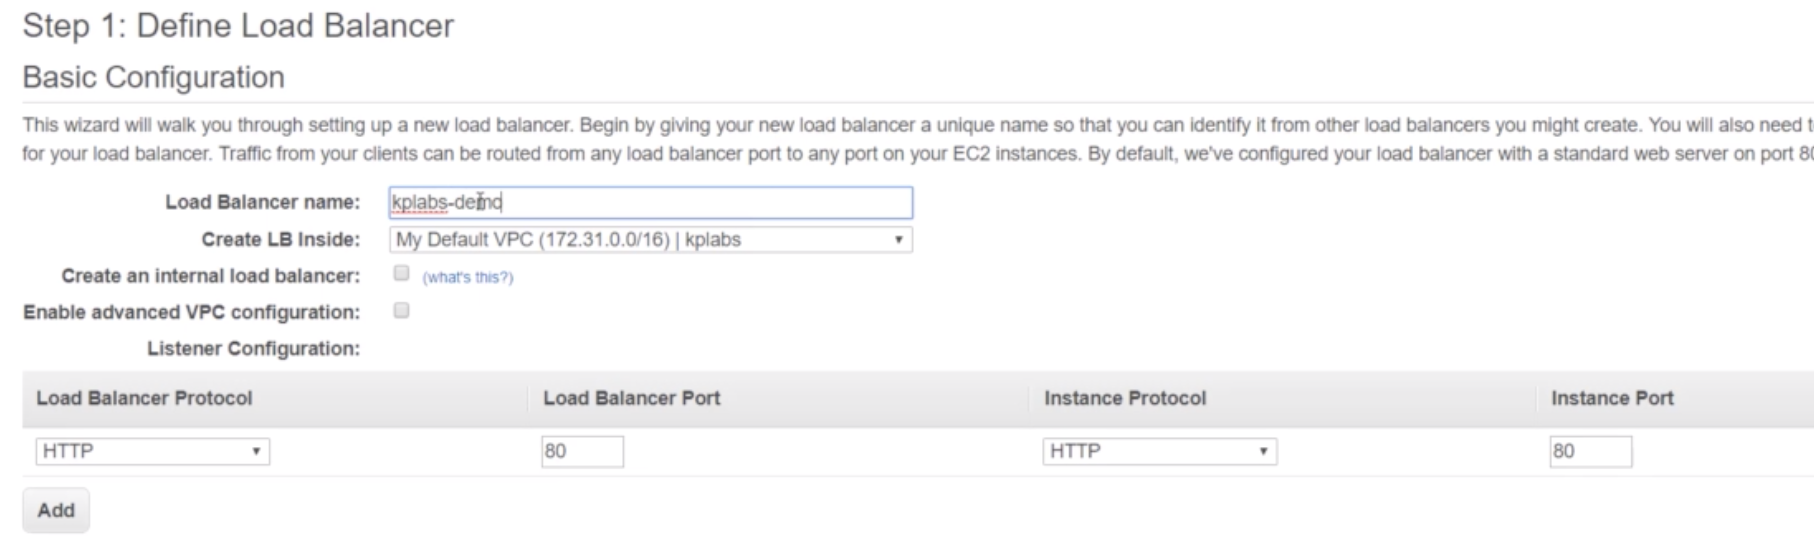 Step 1: Define Load Balancer
Basic Configuration
This wizard will walk you through setting up a new load balancer. Begin by giving your new load balancer a unique name so that you can identify it from other load balancers you might create. You will also need t
for your load balancer. Traffic from your clients can be routed from any load balancer port to any port on your EC2 instances. By default, we've configured your load balancer with a standard web server on port 80
Load Balancer name: kplabs-demo
Create LB Inside: My Default VPC (172.31.0.0/16) | kplabs
Create an internal load balancer: (what's this?)
Enable advanced VPC configuration:
Listener Configuration:
Load Balancer Protocol Load Balancer Port Instance Protocol Instance Port
HTTP 80 HTTP 80
Add